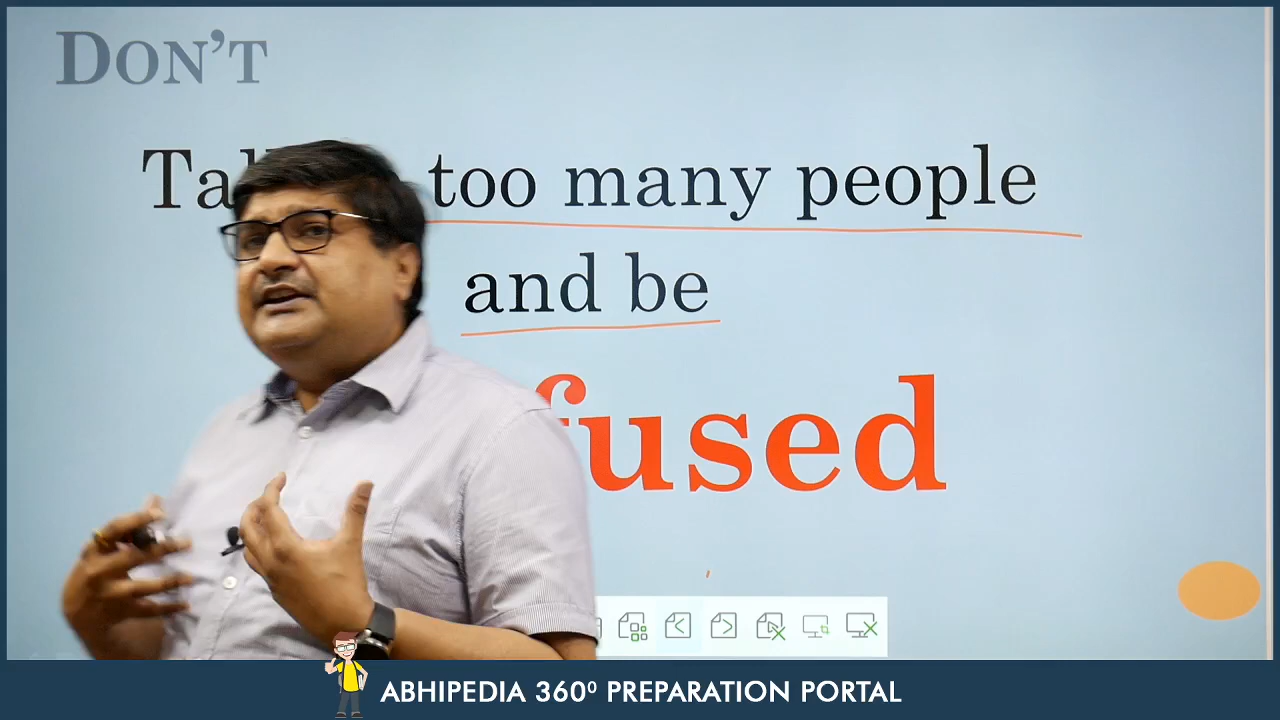 DON'T
too many people
and be
fused
ABHIPEDIA 360⁰ PREPARATION PORTAL